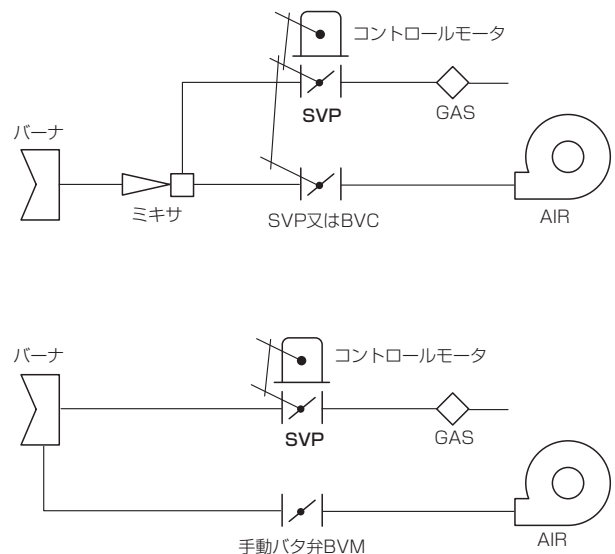 コントロールモータ
SVP
GAS
バーナ
ミキサ
SVP又はBVC
AIR
バーナ
コントロールモータ
SVP
GAS
手動バタ弁BVM
AIR